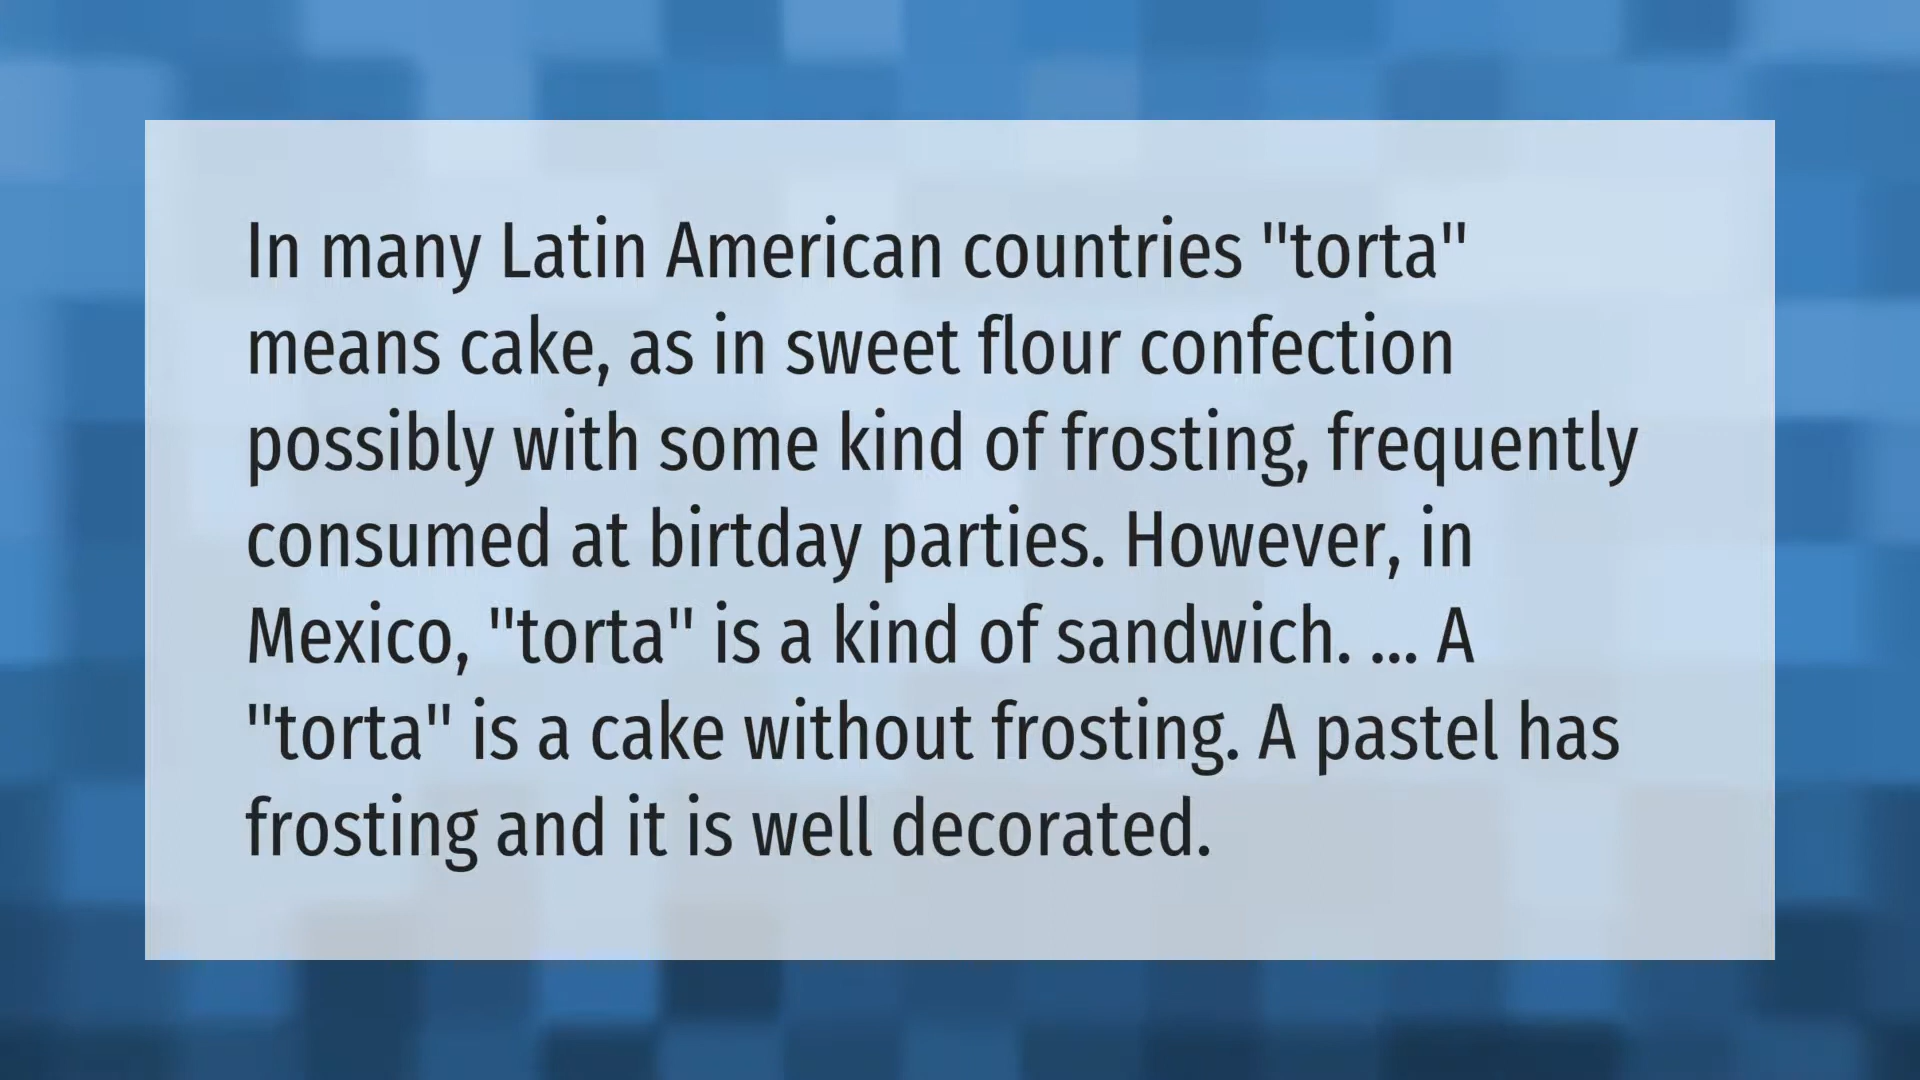 In many Latin American countries "torta"
means cake, as in sweet flour confection
possibly with some kind of frosting, frequently
consumed at birtday parties. However, in
Mexico, "torta" is a kind of sandwich. ... A
"torta" is a cake without frosting. A pastel has
frosting and it is well decorated.